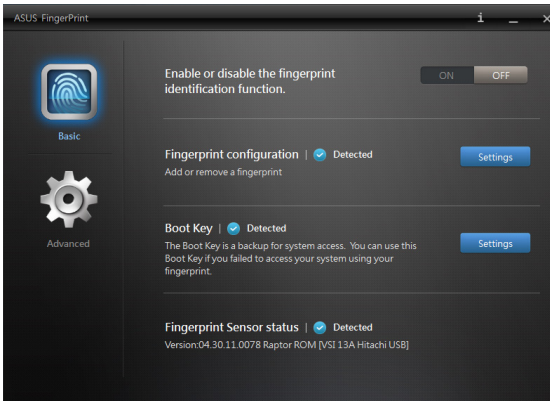 ASUS FingerPrint
i
Enable or disable the fingerprint
identification function.
ON OFF
Basic
Fingerprint configuration | Detected
Add or remove a fingerprint
Settings
Advanced
Boot Key | Detected
The Boot Key is a backup for system access. You can use this
Boot Key if you failed to access your system using your
fingerprint.
Settings
Fingerprint Sensor status | Detected
Version:04.30.11.0078 Raptor ROM [VSI 13A Hitachi USB]